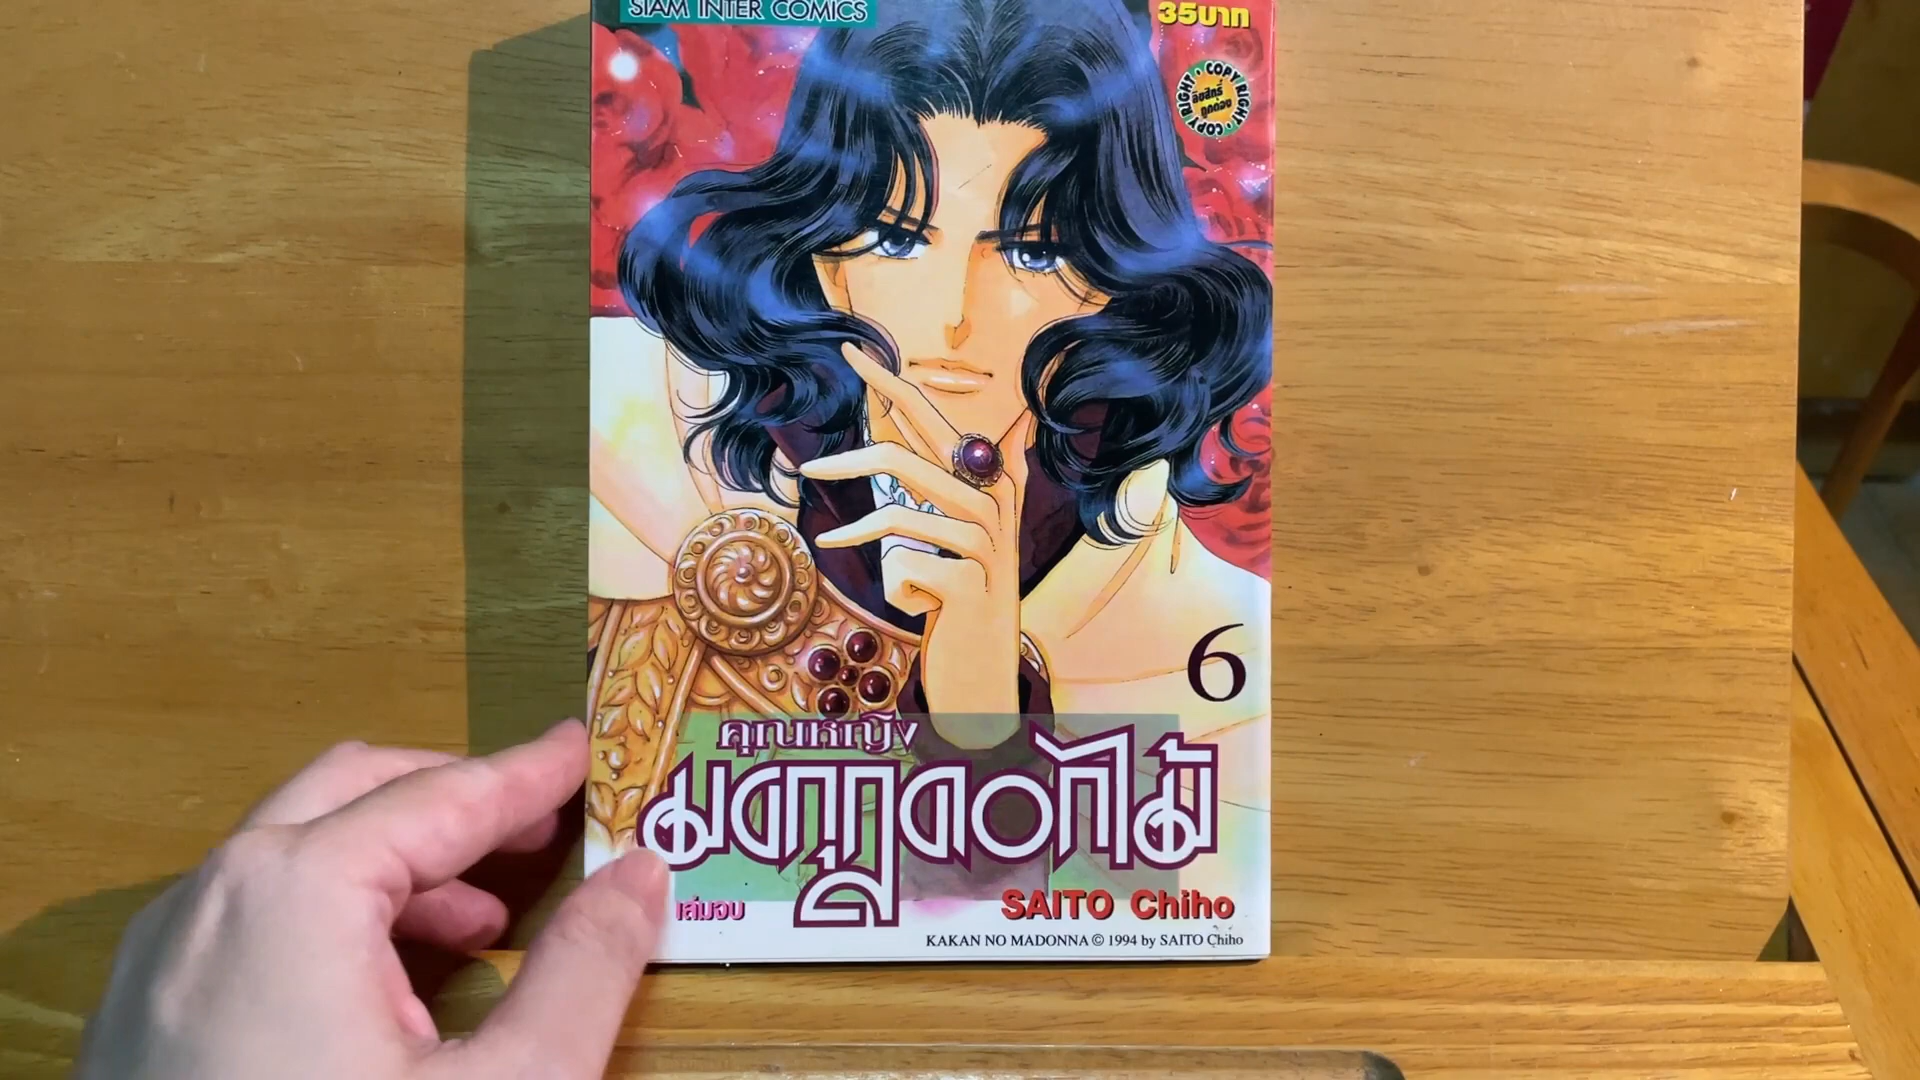 SIAM INTER COMICS
35บาท
COPYRIGHT • COPYRIGHT •
ลิขสิทธิ์
ถูกต้อง
6
คุณหญิง
มงกุฎดอกไม้
เล่มจบ
SAITO Chiho
KAKAN NO MADONNA © 1994 by SAITO Chiho